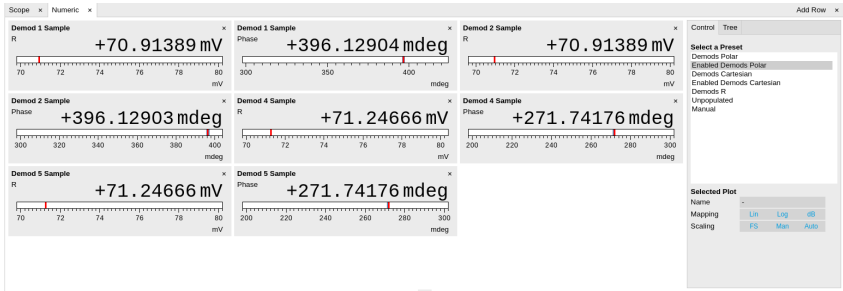 Scope × Numeric × Add Row ×
Demod 1 Sample ×
R
+70.91389 mV
70 72 74 76 78 80
mV
Demod 1 Sample ×
Phase
+396.12904 mdeg
300 350 400
mdeg
Demod 2 Sample ×
R
+70.91389 mV
70 72 74 76 78 80
mV
Demod 2 Sample ×
Phase
+396.12903 mdeg
300 320 340 360 380 400
mdeg
Demod 4 Sample ×
R
+71.24666 mV
70 72 74 76 78 80
mV
Demod 4 Sample ×
Phase
+271.74176 mdeg
200 220 240 260 280 300
mdeg
Demod 5 Sample ×
R
+71.24666 mV
70 72 74 76 78 80
mV
Demod 5 Sample ×
Phase
+271.74176 mdeg
200 220 240 260 280 300
mdeg
Control Tree
Select a Preset
Demods Polar
Enabled Demods Polar
Demods Cartesian
Enabled Demods Cartesian
Demods R
Unpopulated
Manual
Selected Plot
Name -
Mapping Lin Log dB
Scaling FS Man Auto